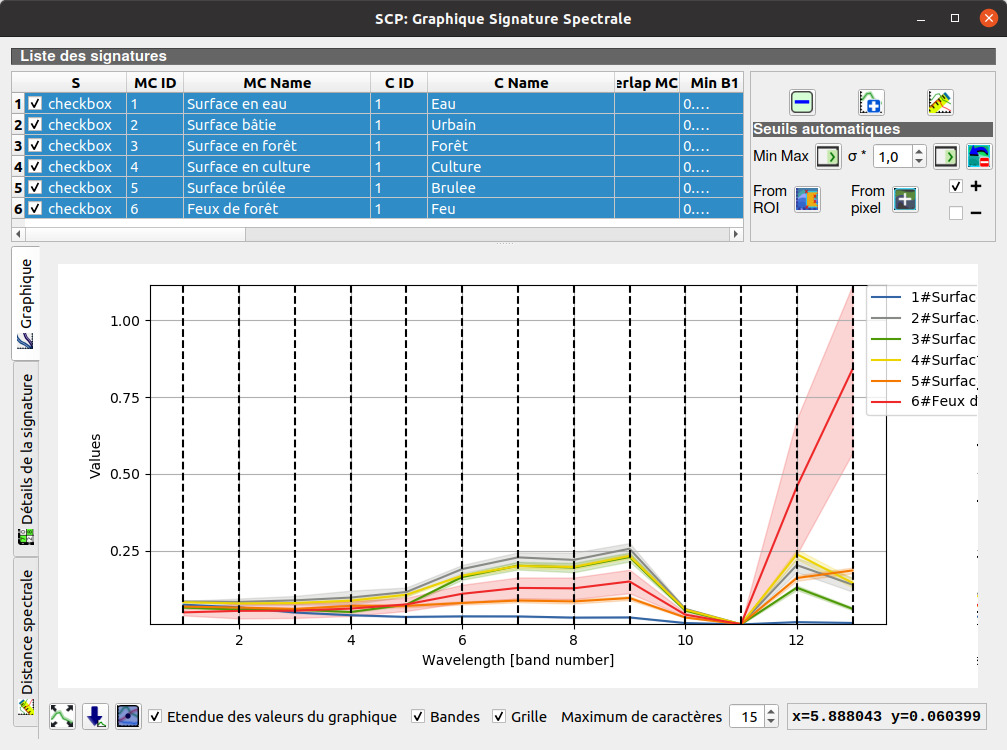 SCP: Graphique Signature Spectrale
Liste des signatures
S MC ID MC Name C ID C Name erlap MC Min B1
1 checkbox 1 Surface en eau 1 Eau 0....
2 checkbox 2 Surface bâtie 1 Urbain 0....
3 checkbox 3 Surface en forêt 1 Forêt 0....
4 checkbox 4 Surface en culture 1 Culture 0....
5 checkbox 5 Surface brûlée 1 Brulee 0....
6 checkbox 6 Feux de forêt 1 Feu 0....
Seuils automatiques
Min Max σ * 1,0
From ROI
From pixel
+
−
Graphique
Détails de la signature
Distance spectrale
1.00
0.75
0.50
0.25
Values
2 4 6 8 10 12
Wavelength [band number]
1#Surfac
2#Surfac
3#Surfac
4#Surfac
5#Surfac
6#Feux d
Etendue des valeurs du graphique Bandes Grille Maximum de caractères 15 x=5.888043 y=0.060399